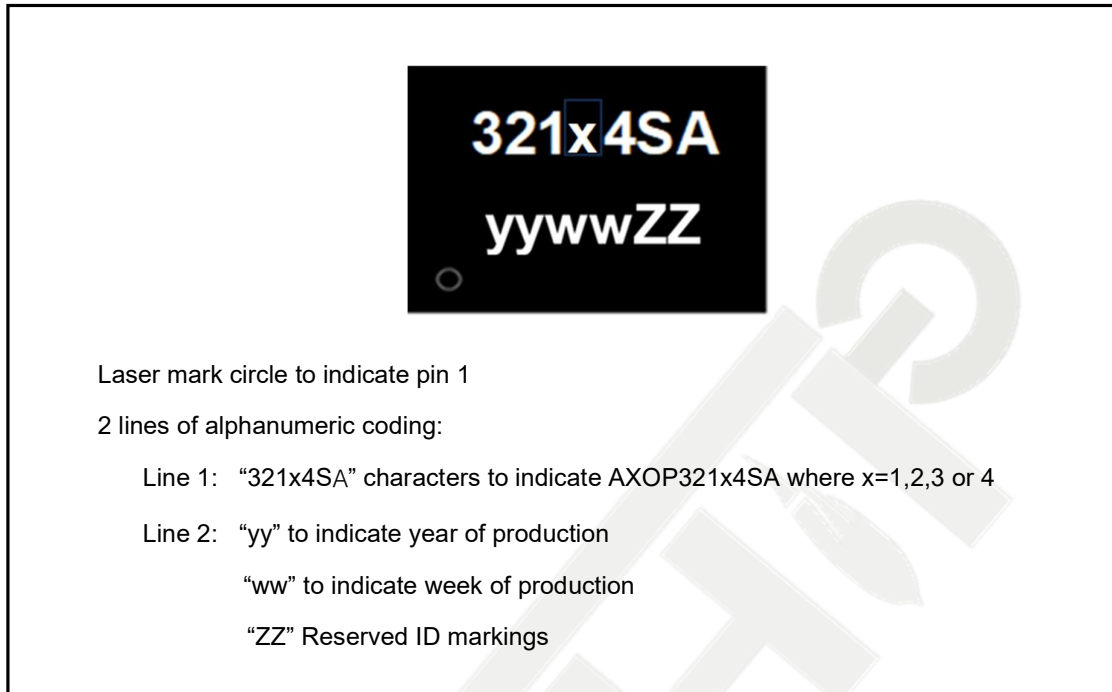 321x4SA
yywwZZ
Laser mark circle to indicate pin 1
2 lines of alphanumeric coding:
Line 1: “321x4SA” characters to indicate AXOP321x4SA where x=1,2,3 or 4
Line 2: “yy” to indicate year of production
“ww” to indicate week of production
“ZZ” Reserved ID markings